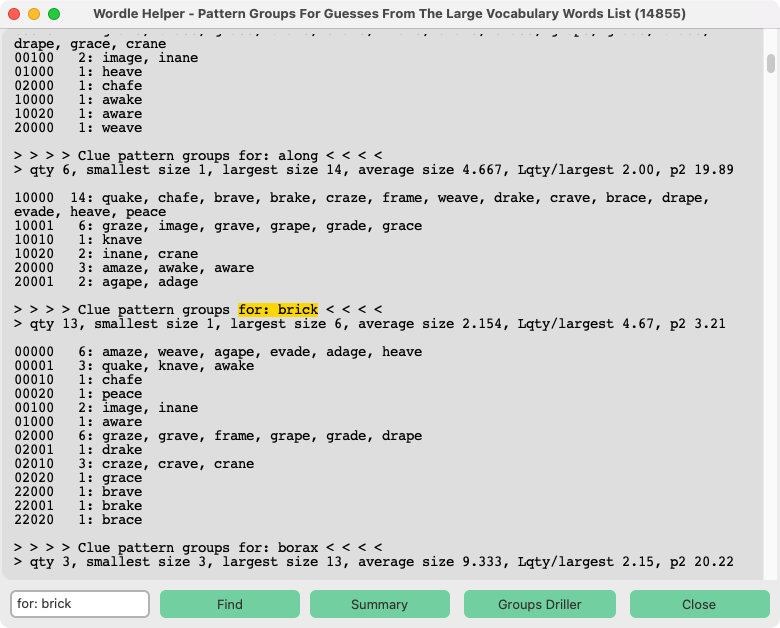 Wordle Helper - Pattern Groups For Guesses From The Large Vocabulary Words List (14855)
drape, grace, crane
00100 2: image, inane
01000 1: heave
02000 1: chafe
10000 1: awake
10020 1: aware
20000 1: weave
> > > > Clue pattern groups for: along < < < <
> qty 6, smallest size 1, largest size 14, average size 4.667, Lqty/largest 2.00, p2 19.89
10000 14: quake, chafe, brave, brake, craze, frame, weave, drake, crave, brace, drape,
evade, heave, peace
10001 6: graze, image, grave, grape, grade, grace
10010 1: knave
10020 2: inane, crane
20000 3: amaze, awake, aware
20001 2: agape, adage
> > > > Clue pattern groups for: brick < < < <
> qty 13, smallest size 1, largest size 6, average size 2.154, Lqty/largest 4.67, p2 3.21
00000 6: amaze, weave, agape, evade, adage, heave
00001 3: quake, knave, awake
00010 1: chafe
00020 1: peace
00100 2: image, inane
01000 1: aware
02000 6: graze, grave, frame, grape, grade, drape
02001 1: drake
02010 3: craze, crave, crane
02020 1: grace
22000 1: brave
22001 1: brake
22020 1: brace
> > > > Clue pattern groups for: borax < < < <
> qty 3, smallest size 3, largest size 13, average size 9.333, Lqty/largest 2.15, p2 20.22
for: brick
Find
Summary
Groups Driller
Close